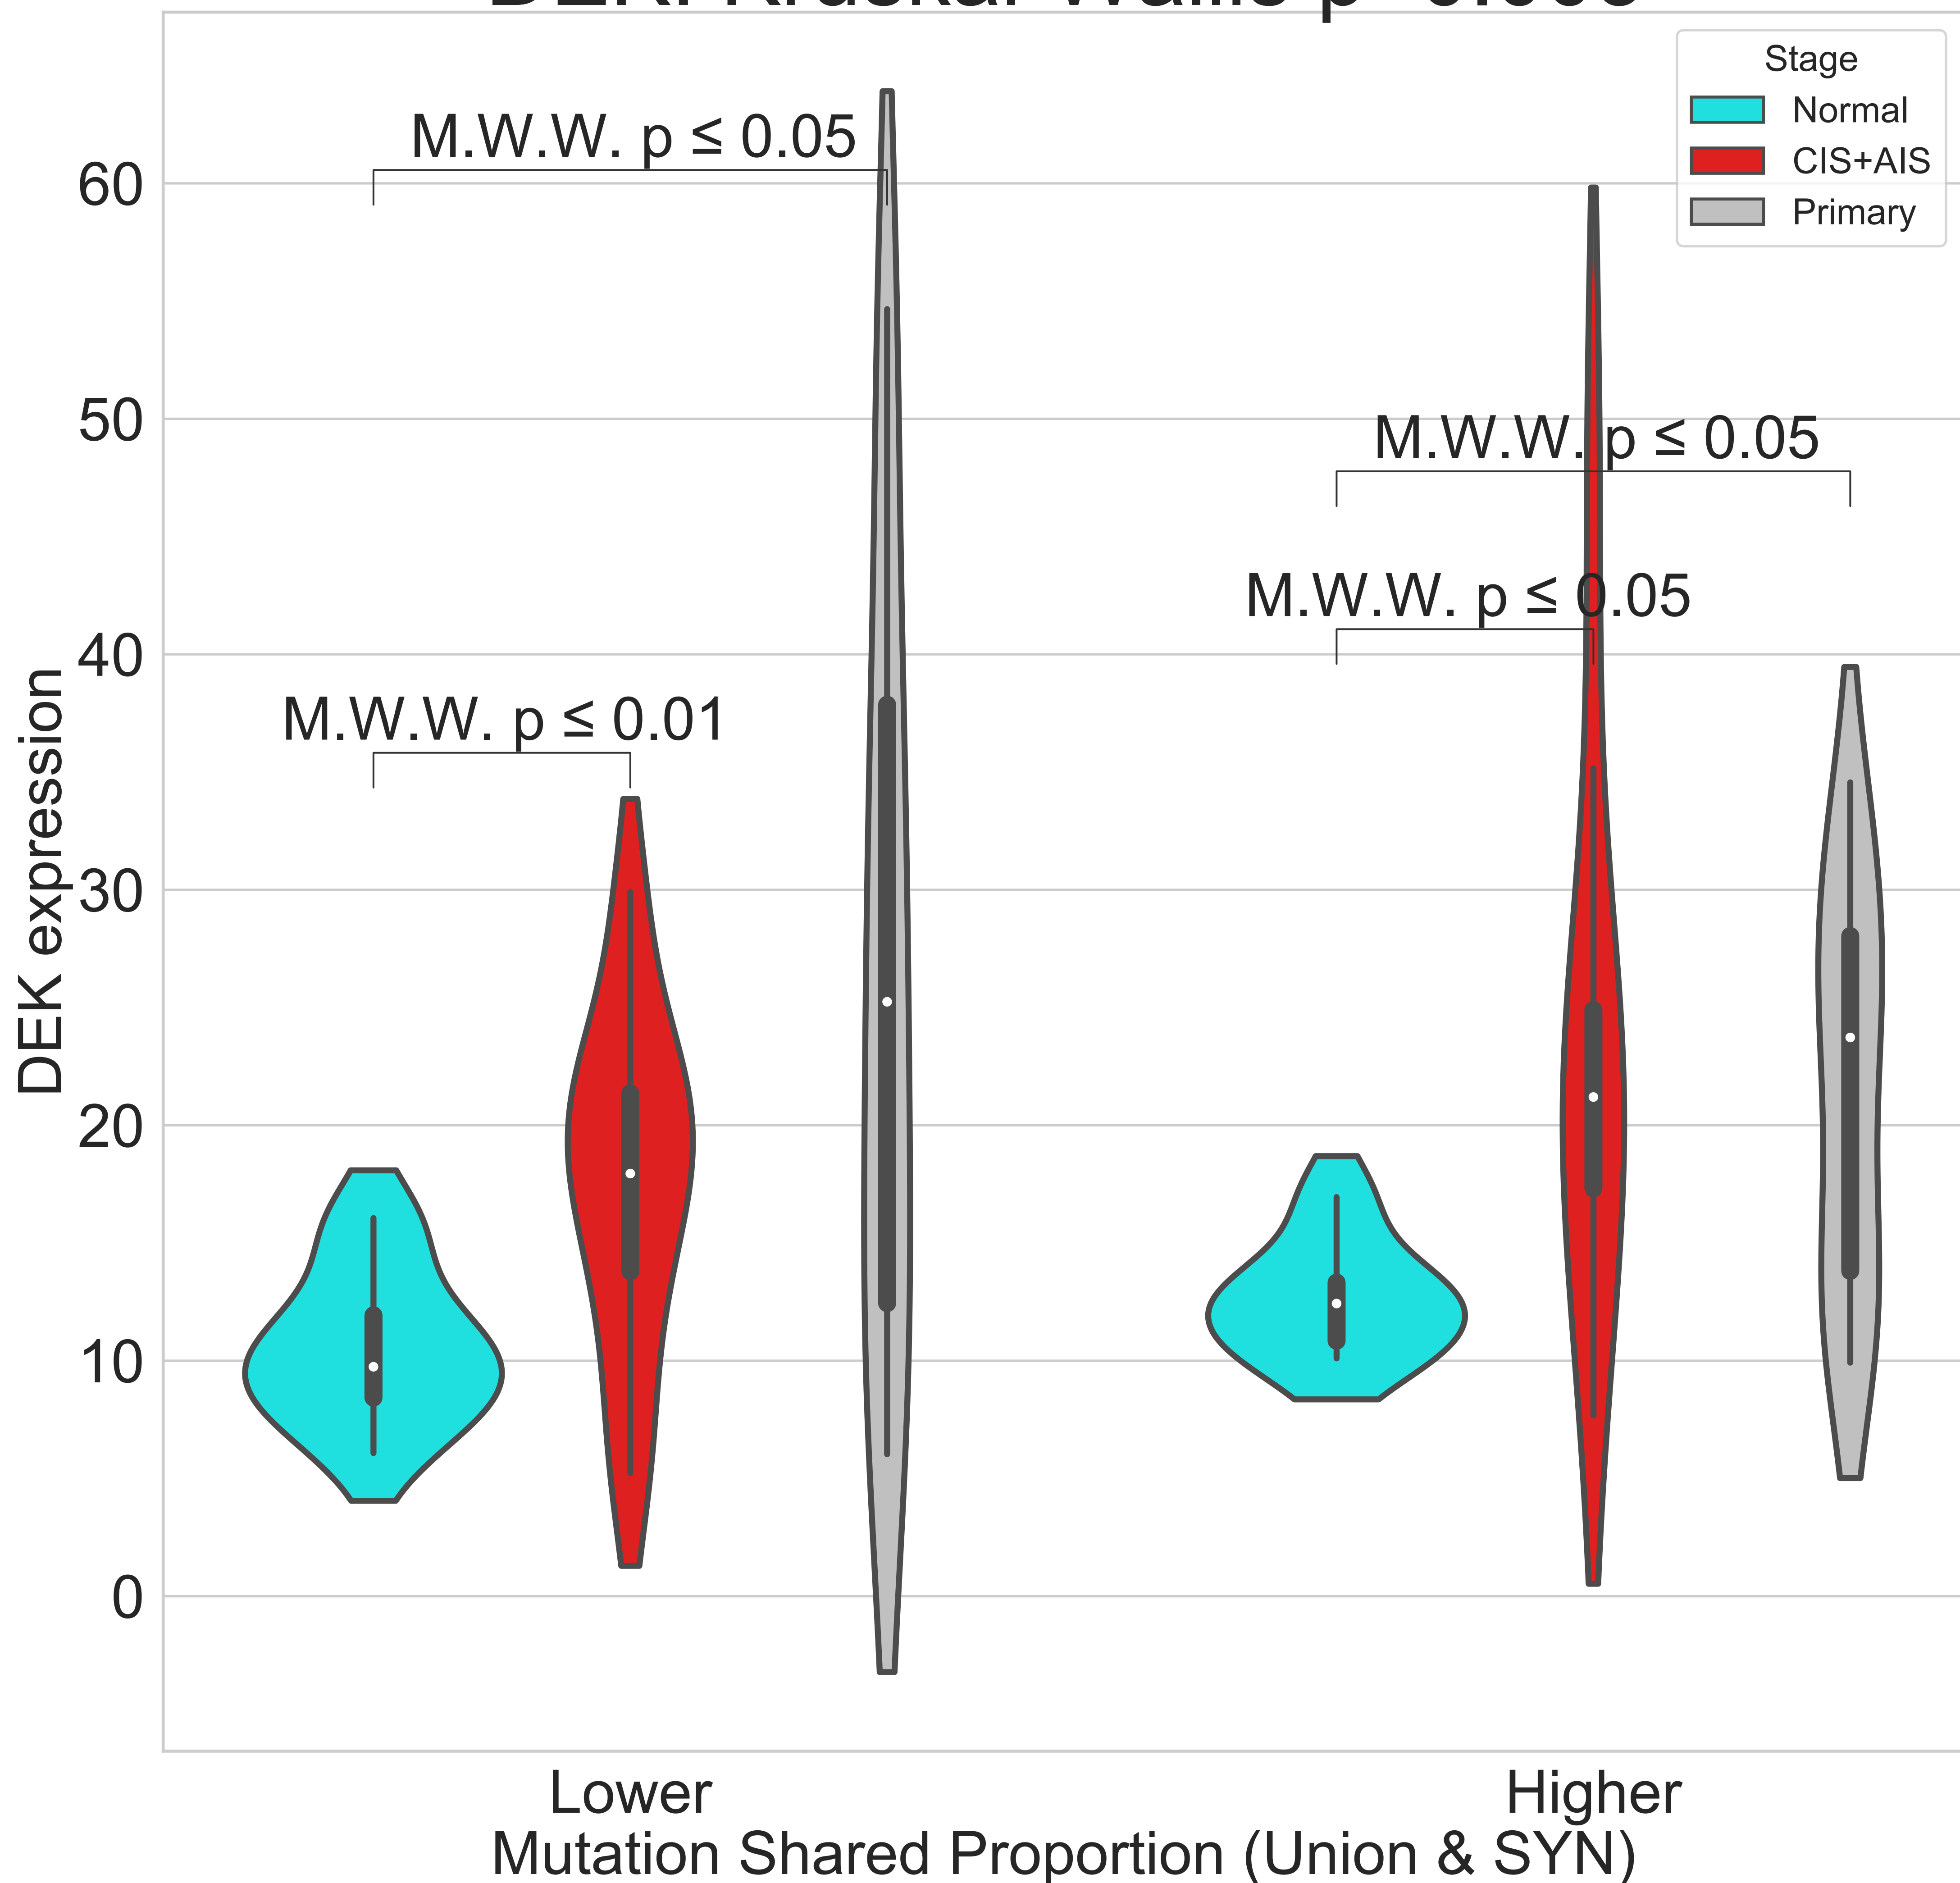 Stage
Normal
CIS+AIS
Primary
M.W.W. p ≤ 0.05
M.W.W. p ≤ 0.05
M.W.W. p ≤ 0.05
M.W.W. p ≤ 0.01
60
50
40
30
20
10
0
DEK expression
Lower
Higher
Mutation Shared Proportion (Union & SYN)